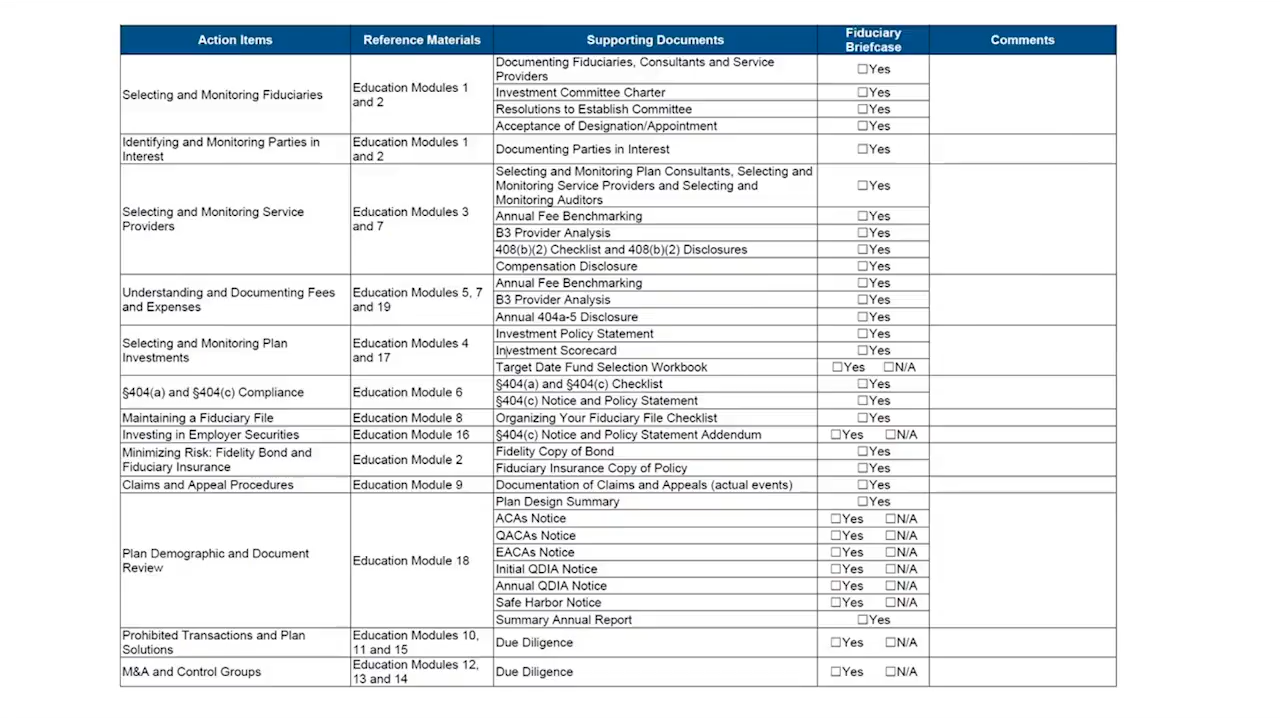 Action Items
Reference Materials
Supporting Documents
Fiduciary
Briefcase
Comments
Selecting and Monitoring Fiduciaries
Education Modules 1
and 2
Documenting Fiduciaries, Consultants and Service
Providers
☐Yes
Investment Committee Charter
☐Yes
Resolutions to Establish Committee
☐Yes
Acceptance of Designation/Appointment
☐Yes
Identifying and Monitoring Parties in
Interest
Education Modules 1
and 2
Documenting Parties in Interest
☐Yes
Selecting and Monitoring Service
Providers
Education Modules 3
and 7
Selecting and Monitoring Plan Consultants, Selecting and
Monitoring Service Providers and Selecting and
Monitoring Auditors
☐Yes
Annual Fee Benchmarking
☐Yes
B3 Provider Analysis
☐Yes
408(b)(2) Checklist and 408(b)(2) Disclosures
☐Yes
Compensation Disclosure
☐Yes
Understanding and Documenting Fees
and Expenses
Education Modules 5, 7
and 19
Annual Fee Benchmarking
☐Yes
B3 Provider Analysis
☐Yes
Annual 404a-5 Disclosure
☐Yes
Selecting and Monitoring Plan
Investments
Education Modules 4
and 17
Investment Policy Statement
☐Yes
Investment Scorecard
☐Yes
Target Date Fund Selection Workbook
☐Yes ☐N/A
§404(a) and §404(c) Compliance
Education Module 6
§404(a) and §404(c) Checklist
☐Yes
§404(c) Notice and Policy Statement
☐Yes
Maintaining a Fiduciary File
Education Module 8
Organizing Your Fiduciary File Checklist
☐Yes
Investing in Employer Securities
Education Module 16
§404(c) Notice and Policy Statement Addendum
☐Yes ☐N/A
Minimizing Risk: Fidelity Bond and
Fiduciary Insurance
Education Module 2
Fidelity Copy of Bond
☐Yes
Fiduciary Insurance Copy of Policy
☐Yes
Claims and Appeal Procedures
Education Module 9
Documentation of Claims and Appeals (actual events)
☐Yes
Plan Demographic and Document
Review
Education Module 18
Plan Design Summary
☐Yes
ACAs Notice
☐Yes ☐N/A
QACAs Notice
☐Yes ☐N/A
EACAs Notice
☐Yes ☐N/A
Initial QDIA Notice
☐Yes ☐N/A
Annual QDIA Notice
☐Yes ☐N/A
Safe Harbor Notice
☐Yes ☐N/A
Summary Annual Report
☐Yes
Prohibited Transactions and Plan
Solutions
Education Modules 10,
11 and 15
Due Diligence
☐Yes ☐N/A
M&A and Control Groups
Education Modules 12,
13 and 14
Due Diligence
☐Yes ☐N/A